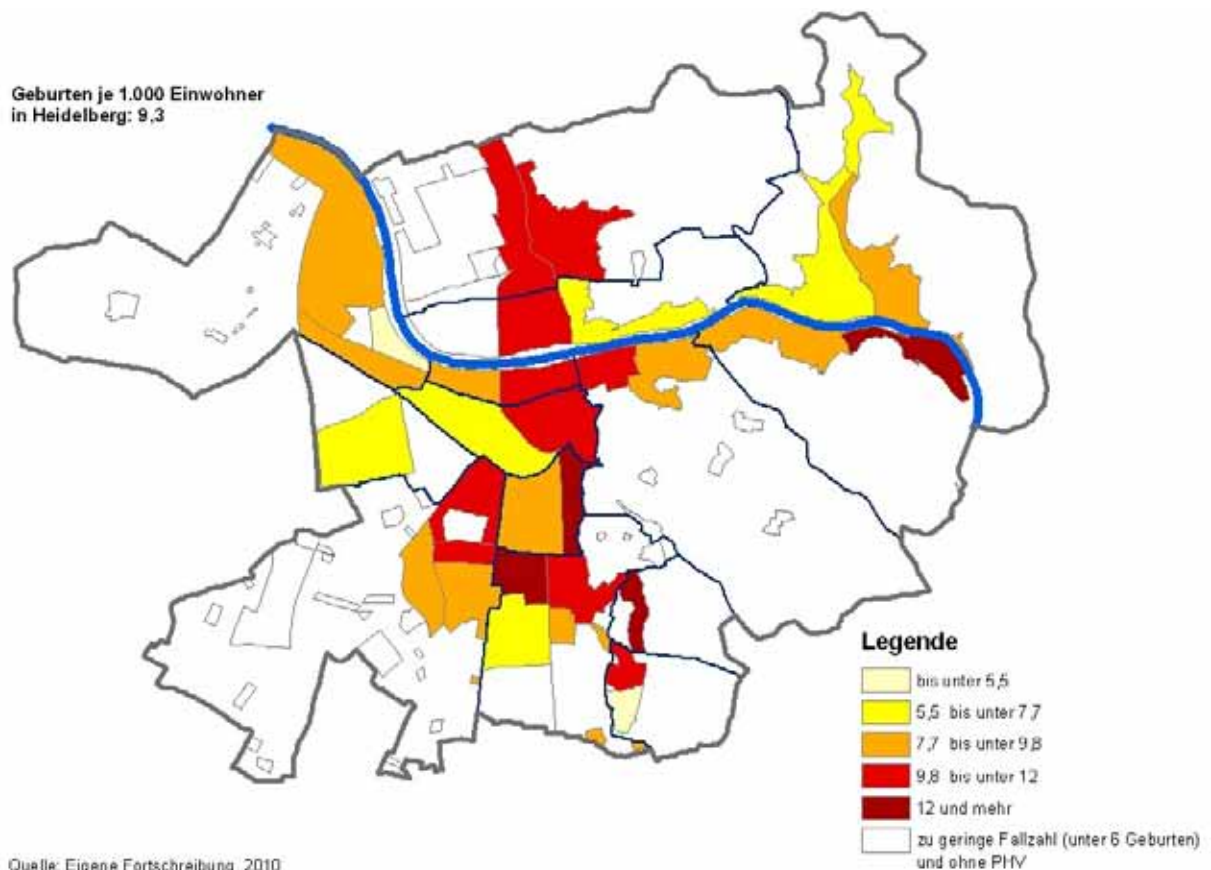 Geburten je 1.000 Einwohner
in Heidelberg: 9,3
Legende
bis unter 5,5
5,5 bis unter 7,7
7,7 bis unter 9,8
9,8 bis unter 12
12 und mehr
zu geringe Fallzahl (unter 6 Geburten)
und ohne PHV
Quelle: Eigene Fortschreibung, 2010